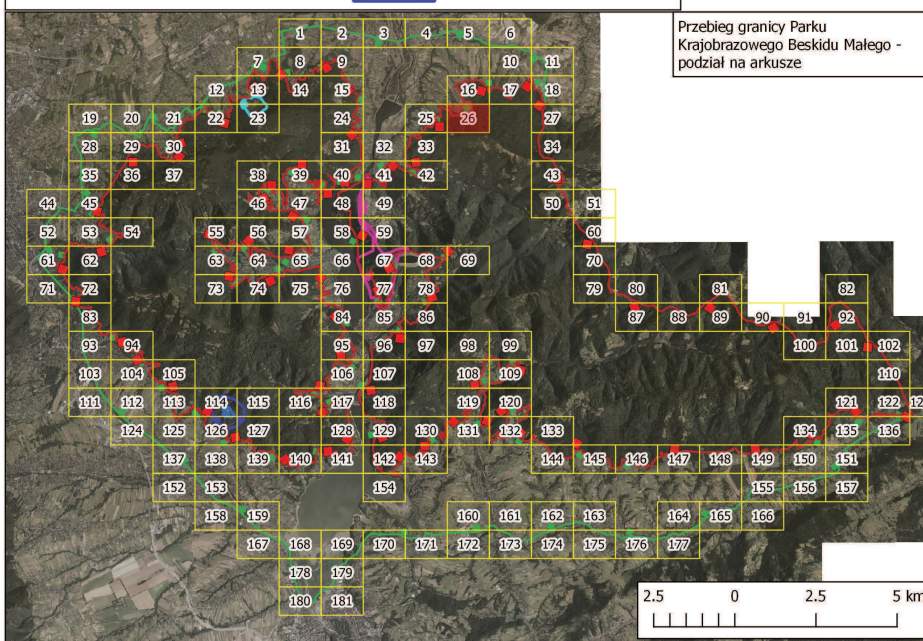 Przebieg granicy Parku
Krajobrazowego Beskidu Małego -
podział na arkusze
1 2 3 4 5 6
7 8 9 10 11
12 13 14 15 16 17 18
19 20 21 22 23 24 25 26 27
28 29 30 31 32 33 34
35 36 37 38 39 40 41 42 43
44 45 46 47 48 49 50 51
52 53 54 55 56 57 58 59 60
61 62 63 64 65 66 67 68 69 70
71 72 73 74 75 76 77 78 79 80 81 82
83 84 85 86 87 88 89 90 91 92
93 94 95 96 97 98 99 100 101 102
103 104 105 106 107 108 109 110
111 112 113 114 115 116 117 118 119 120 121 122 12
124 125 126 127 128 129 130 131 132 133 134 135 136
137 138 139 140 141 142 143 144 145 146 147 148 149 150 151
152 153 154 155 156 157
158 159 160 161 162 163 164 165 166
167 168 169 170 171 172 173 174 175 176 177
178 179
180 181
2.5 0 2.5 5 km